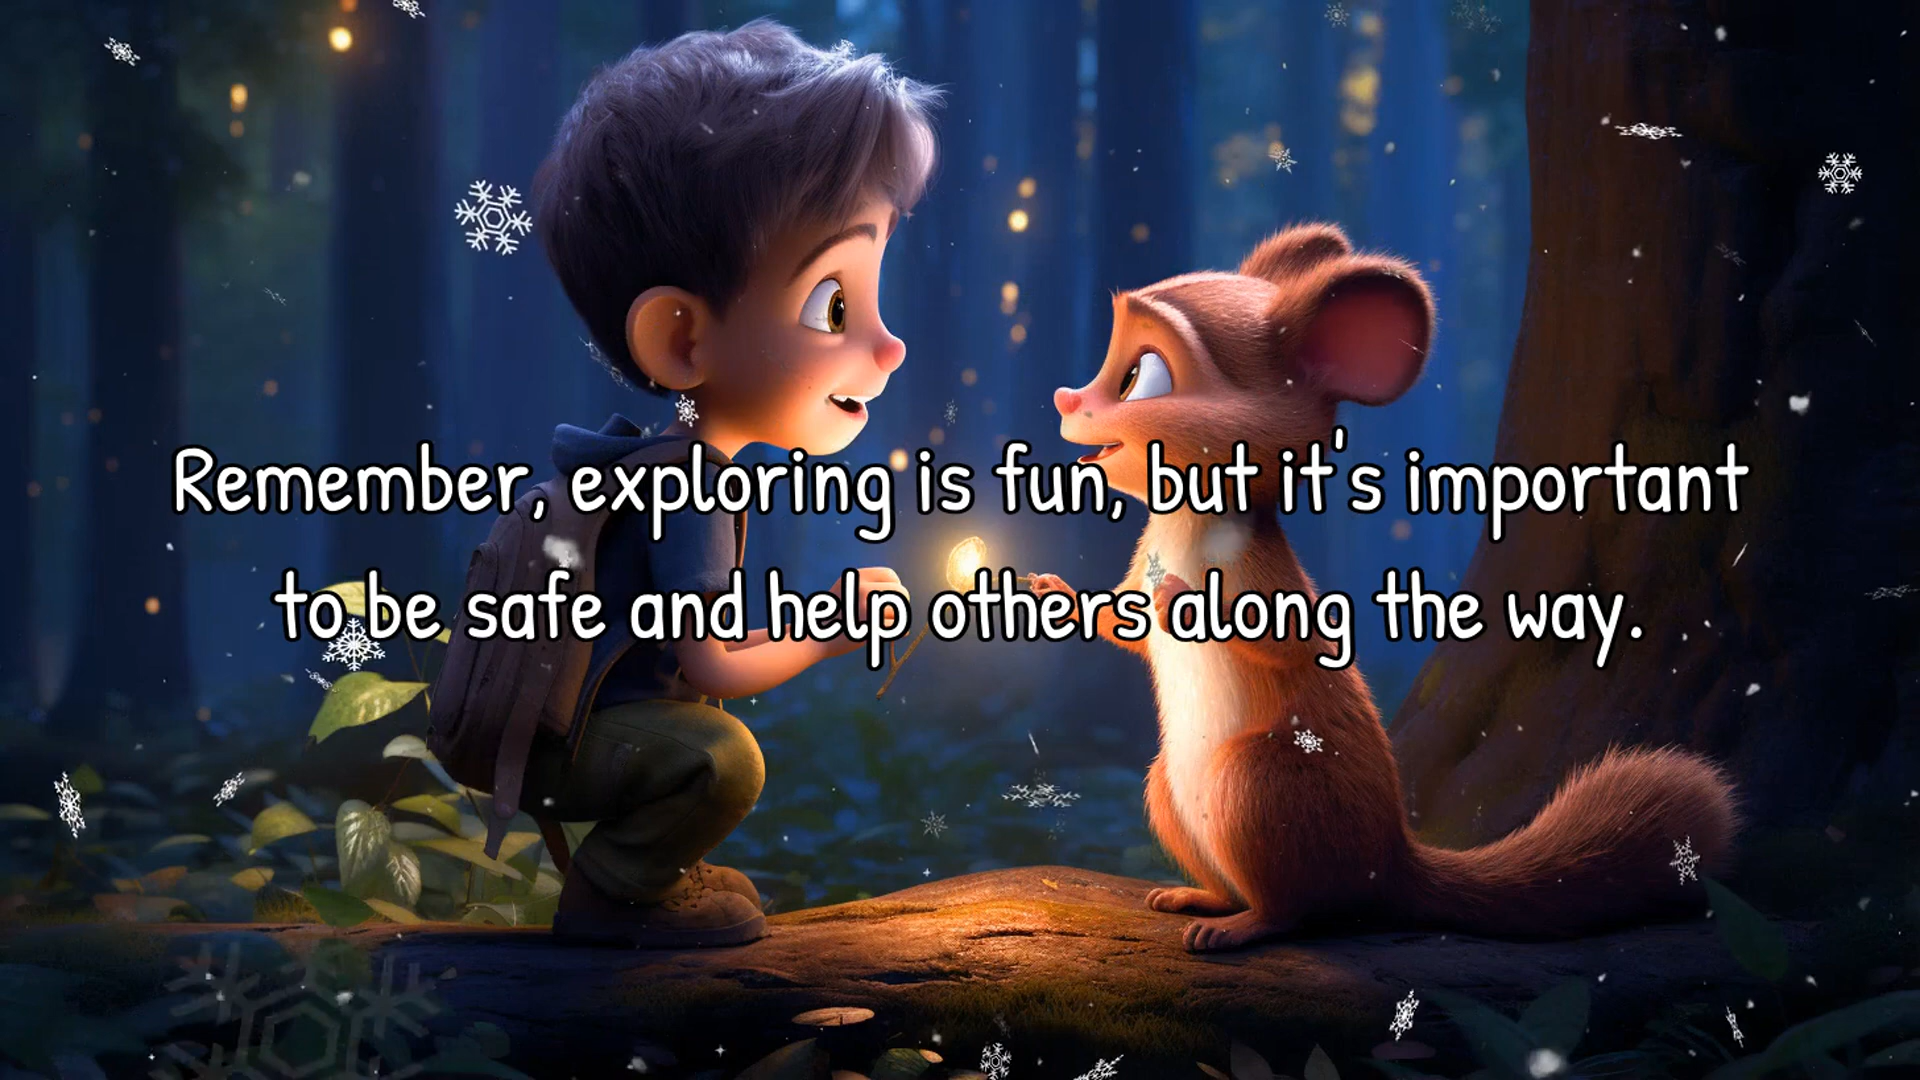 Remember, exploring is fun, but it's important
to be safe and help others along the way.